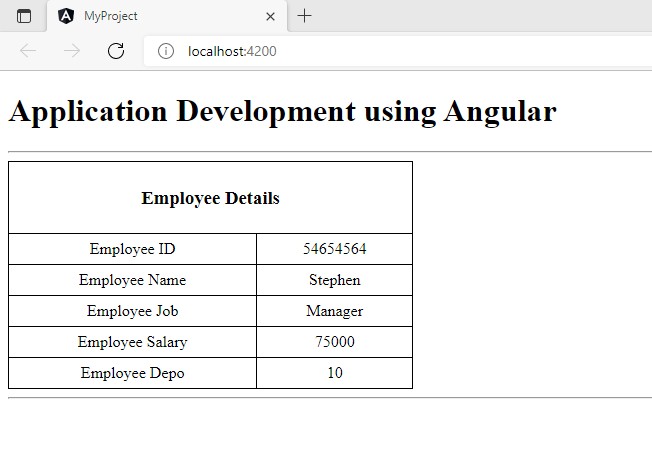 MyProject
localhost:4200
Application Development using Angular
Employee Details
Employee ID 54654564
Employee Name Stephen
Employee Job Manager
Employee Salary 75000
Employee Depo 10